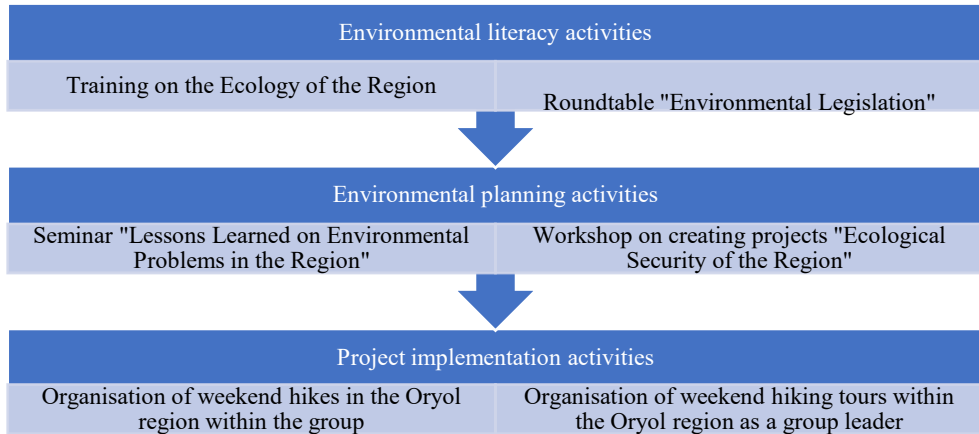 Environmental literacy activities
Training on the Ecology of the Region
Roundtable "Environmental Legislation"
Environmental planning activities
Seminar "Lessons Learned on Environmental
Problems in the Region"
Workshop on creating projects "Ecological
Security of the Region"
Project implementation activities
Organisation of weekend hikes in the Oryol
region within the group
Organisation of weekend hiking tours within
the Oryol region as a group leader